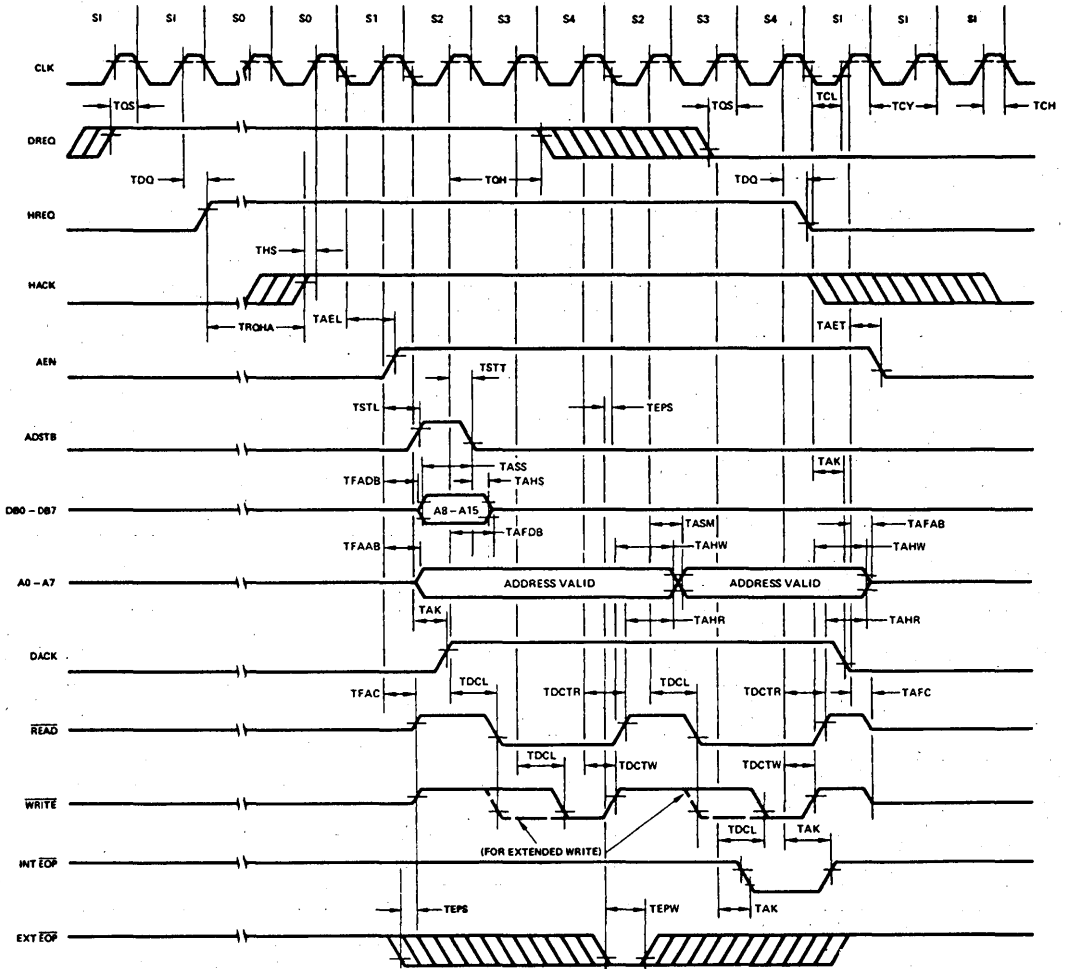 SI SI S0 S0 S1 S2 S3 S4 S2 S3 S4 SI SI SI
CLK
TQS TQS TCL TCY TCH
DREQ
TDQ TQH TDQ
HREQ
THS
HACK
TRQHA TAEL TAET
AEN
TSTT
TSTL TEPS
ADSTB
TASS TAK
TFADB TAHS
DB0 – DB7 A8 – A15
TASM TAFAB
TAFDB
TFAAB TAHW TAHW
A0 – A7 ADDRESS VALID ADDRESS VALID
TAK TAHR TAHR
DACK
TFAC TDCL TDCTR TDCL TDCTR TAFC
READ
TDCL TDCTW TDCTW
WRITE
(FOR EXTENDED WRITE) TDCL TAK
INT EOP
TEPS TEPW TAK
EXT EOP